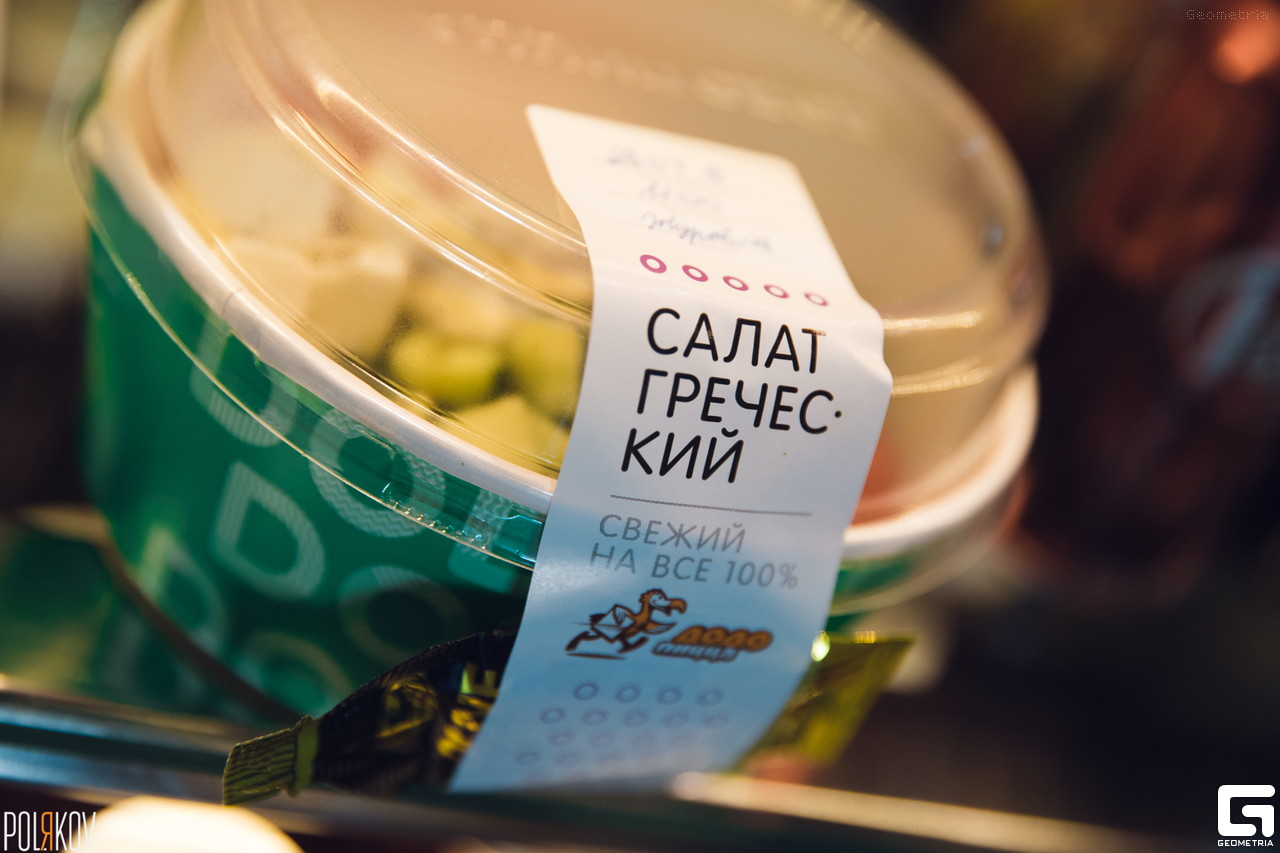 Geometria
САЛАТ
ГРЕЧЕС-
КИЙ
СВЕЖИЙ
НА ВСЕ 100%
ДОДО
ПИЦЦА
POLЯKOV
GEOMETRIA